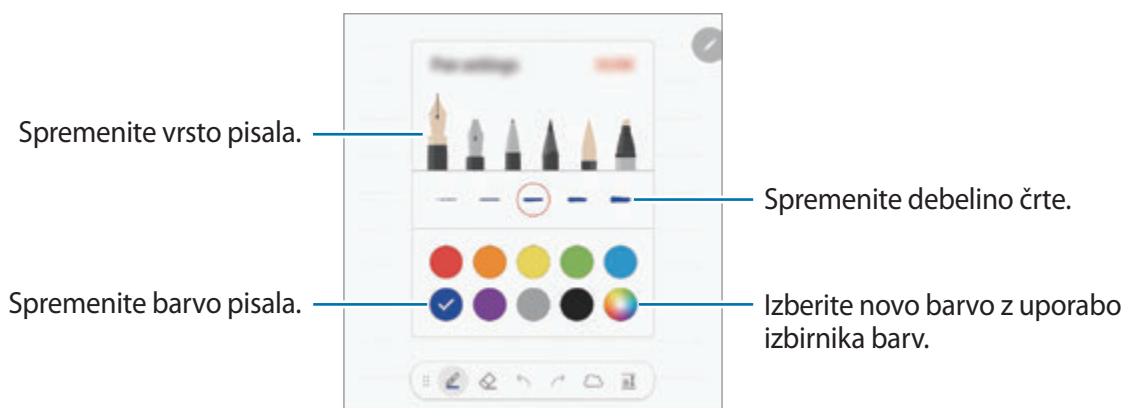 Spremenite vrsto pisala.
Spremenite debelino črte.
Spremenite barvo pisala.
Izberite novo barvo z uporabo
izbirnika barv.